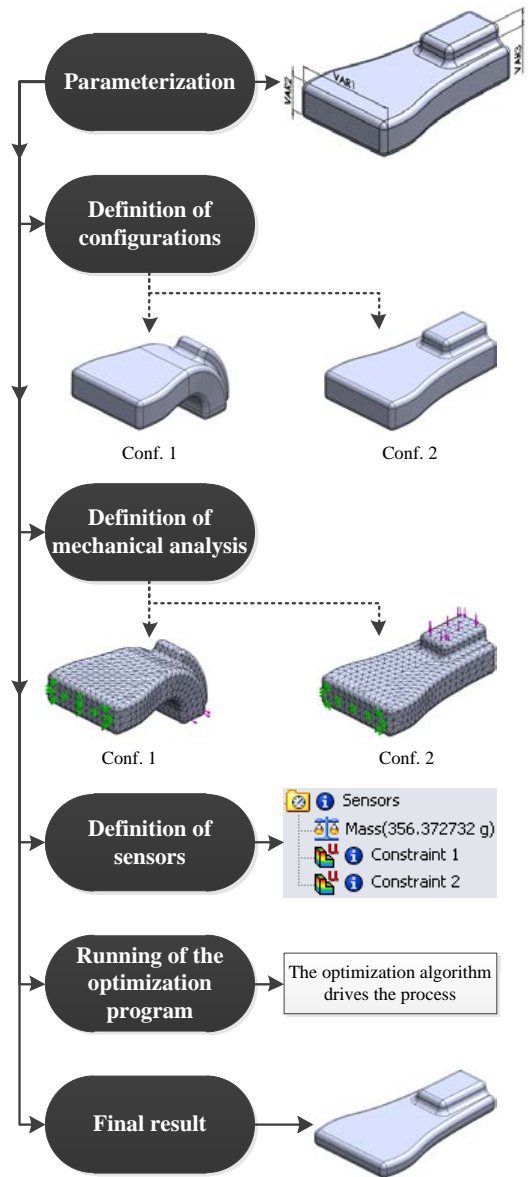 Parameterization
VAR1
VAR2
VAR3
Definition of
configurations
Conf. 1
Conf. 2
Definition of
mechanical analysis
Conf. 1
Conf. 2
Definition of
sensors
Sensors
Mass(356.372732 g)
Constraint 1
Constraint 2
Running of the
optimization
program
The optimization algorithm
drives the process
Final result